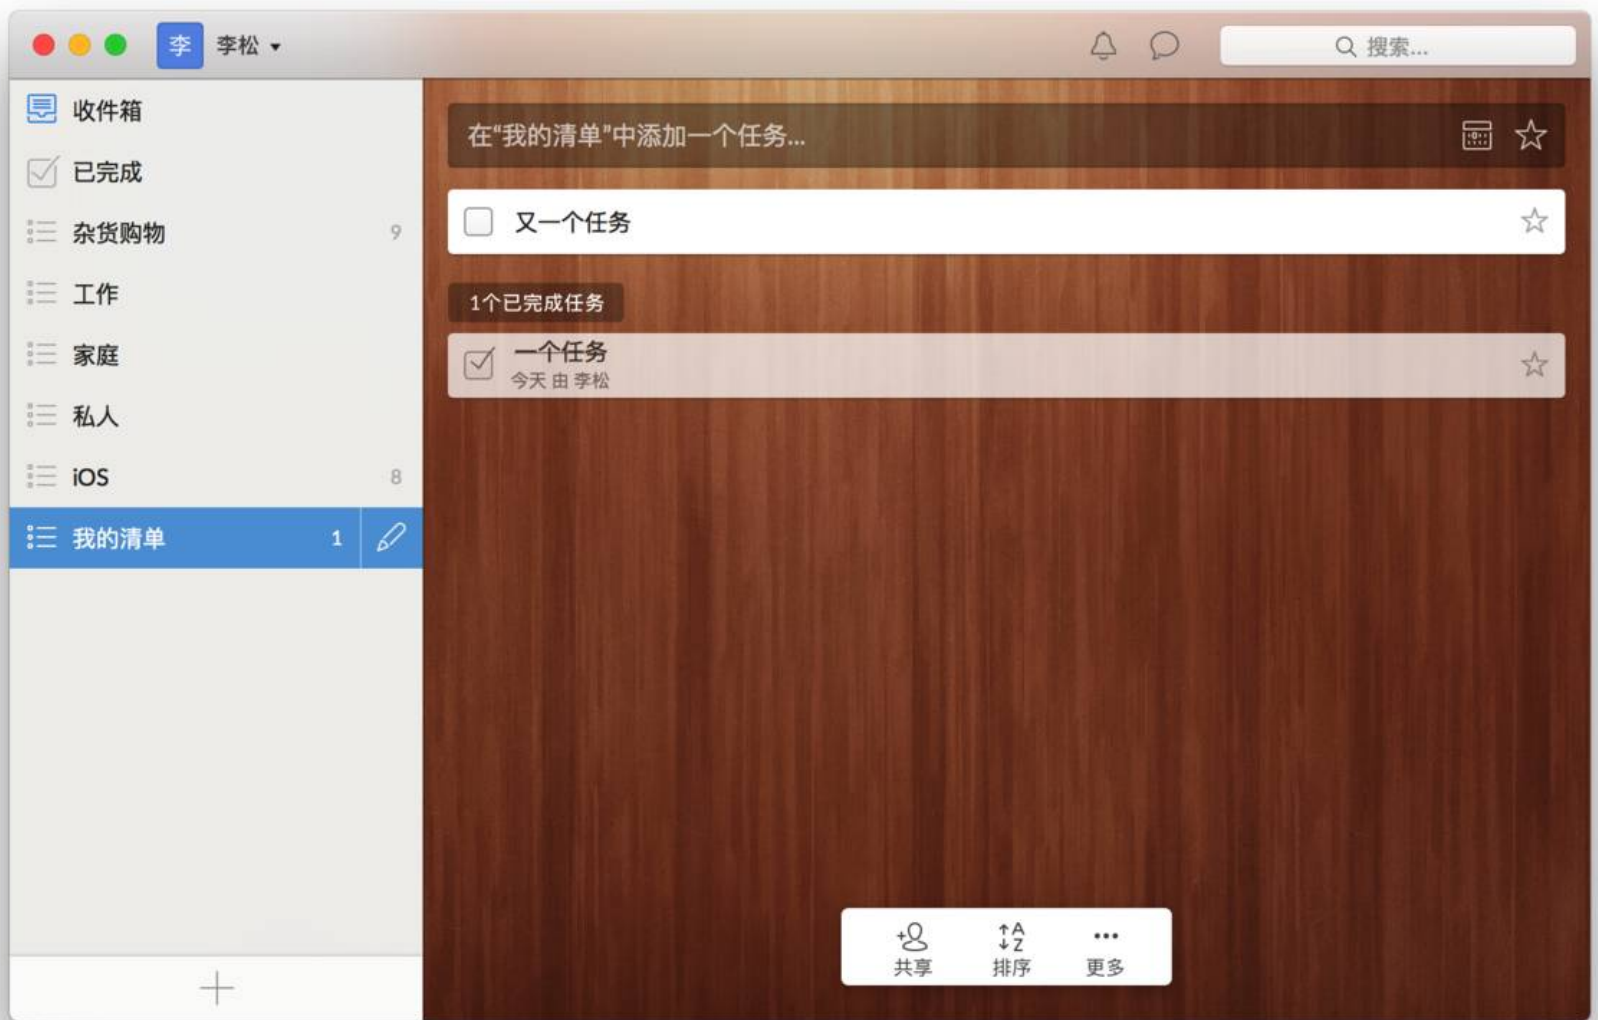 李 李松
搜索...
收件箱
已完成
杂货购物 9
工作
家庭
私人
iOS 8
我的清单 1
在“我的清单”中添加一个任务...
又一个任务
1个已完成任务
一个任务
今天 由 李松
共享 排序 更多